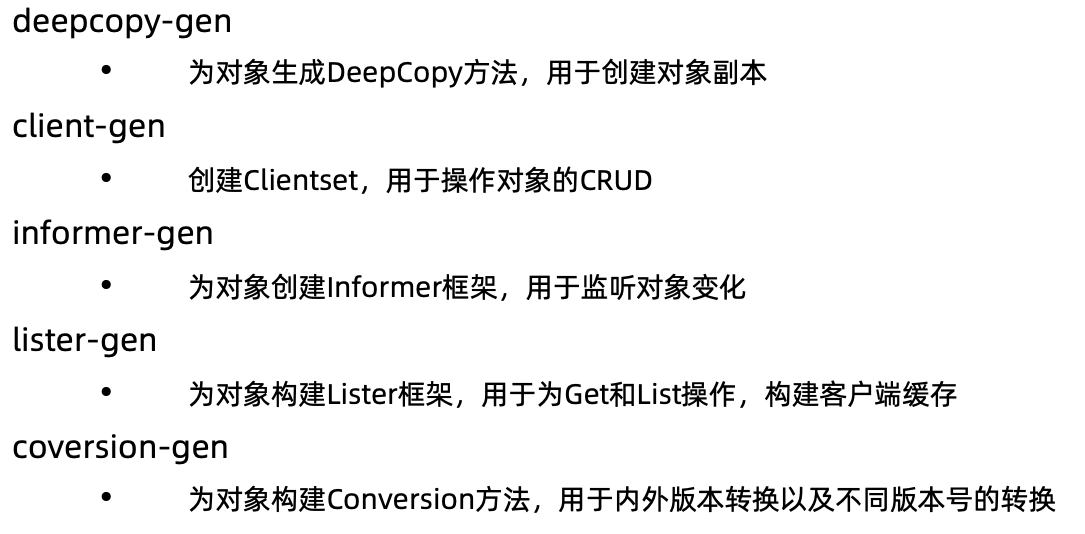 deepcopy-gen
• 为对象生成DeepCopy方法，用于创建对象副本
client-gen
• 创建Clientset，用于操作对象的CRUD
informer-gen
• 为对象创建Informer框架，用于监听对象变化
lister-gen
• 为对象构建Lister框架，用于为Get和List操作，构建客户端缓存
coversion-gen
• 为对象构建Conversion方法，用于内外版本转换以及不同版本号的转换